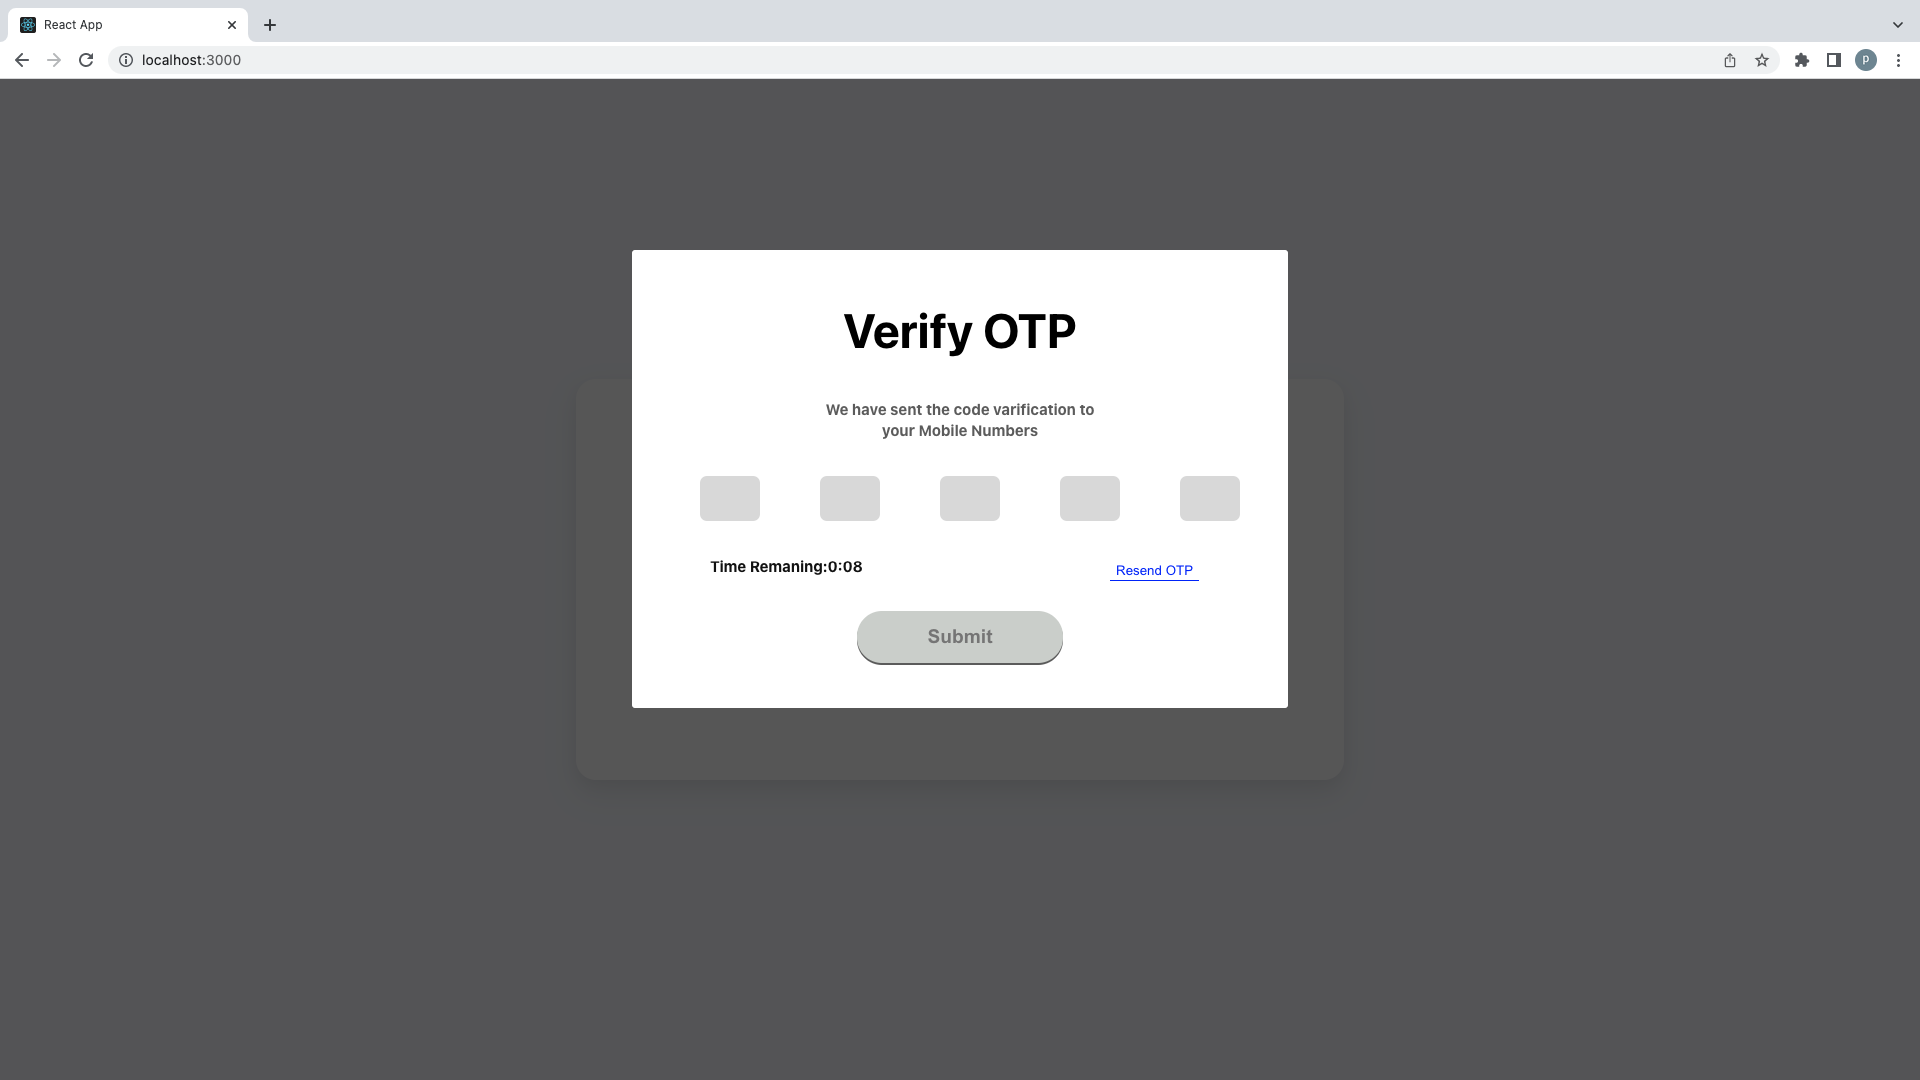 React App
localhost:3000
P
Verify OTP
We have sent the code varification to
your Mobile Numbers
Time Remaning:0:08
Resend OTP
Submit